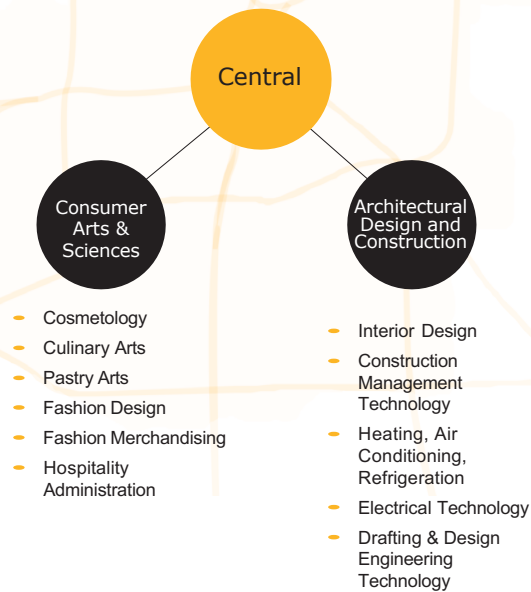 Central
Consumer
Arts &
Sciences
Architectural
Design and
Construction
Cosmetology
Culinary Arts
Pastry Arts
Fashion Design
Fashion Merchandising
Hospitality
Administration
Interior Design
Construction
Management
Technology
Heating, Air
Conditioning,
Refrigeration
Electrical Technology
Drafting & Design
Engineering
Technology